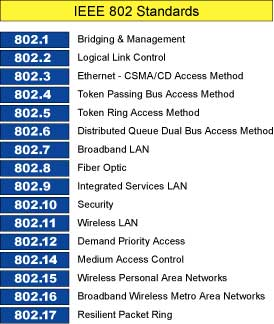 IEEE 802 Standards
802.1 Bridging & Management
802.2 Logical Link Control
802.3 Ethernet - CSMA/CD Access Method
802.4 Token Passing Bus Access Method
802.5 Token Ring Access Method
802.6 Distributed Queue Dual Bus Access Method
802.7 Broadband LAN
802.8 Fiber Optic
802.9 Integrated Services LAN
802.10 Security
802.11 Wireless LAN
802.12 Demand Priority Access
802.14 Medium Access Control
802.15 Wireless Personal Area Networks
802.16 Broadband Wireless Metro Area Networks
802.17 Resilient Packet Ring